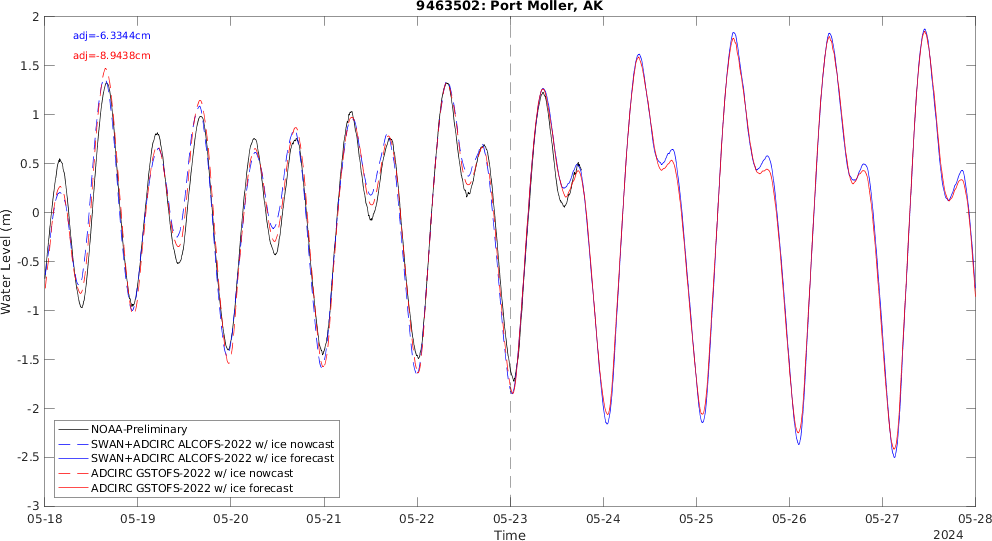 9463502: Port Moller, AK
adj=-6.3344cm
adj=-8.9438cm
Water Level (m)
2
1.5
1
0.5
0
-0.5
-1
-1.5
-2
-2.5
-3
NOAA-Preliminary
SWAN+ADCIRC ALCOFS-2022 w/ ice nowcast
SWAN+ADCIRC ALCOFS-2022 w/ ice forecast
ADCIRC GSTOFS-2022 w/ ice nowcast
ADCIRC GSTOFS-2022 w/ ice forecast
05-18 05-19 05-20 05-21 05-22 05-23 05-24 05-25 05-26 05-27 05-28
Time
2024